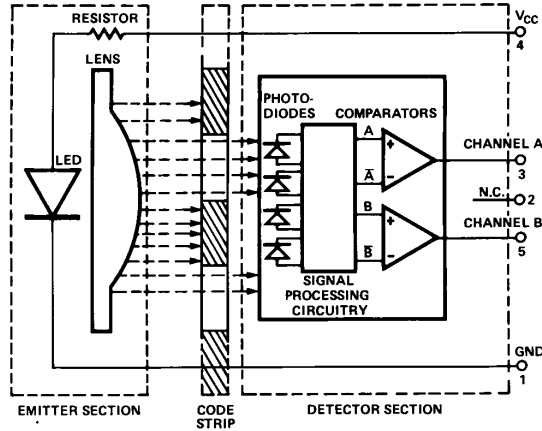 RESISTOR
VCC
4
LENS
PHOTO-
DIODES
COMPARATORS
LED
A
+
CHANNEL A
3
A̅
−
N.C.
2
B
+
CHANNEL B
5
B̅
−
SIGNAL
PROCESSING
CIRCUITRY
GND
1
EMITTER SECTION
CODE
STRIP
DETECTOR SECTION